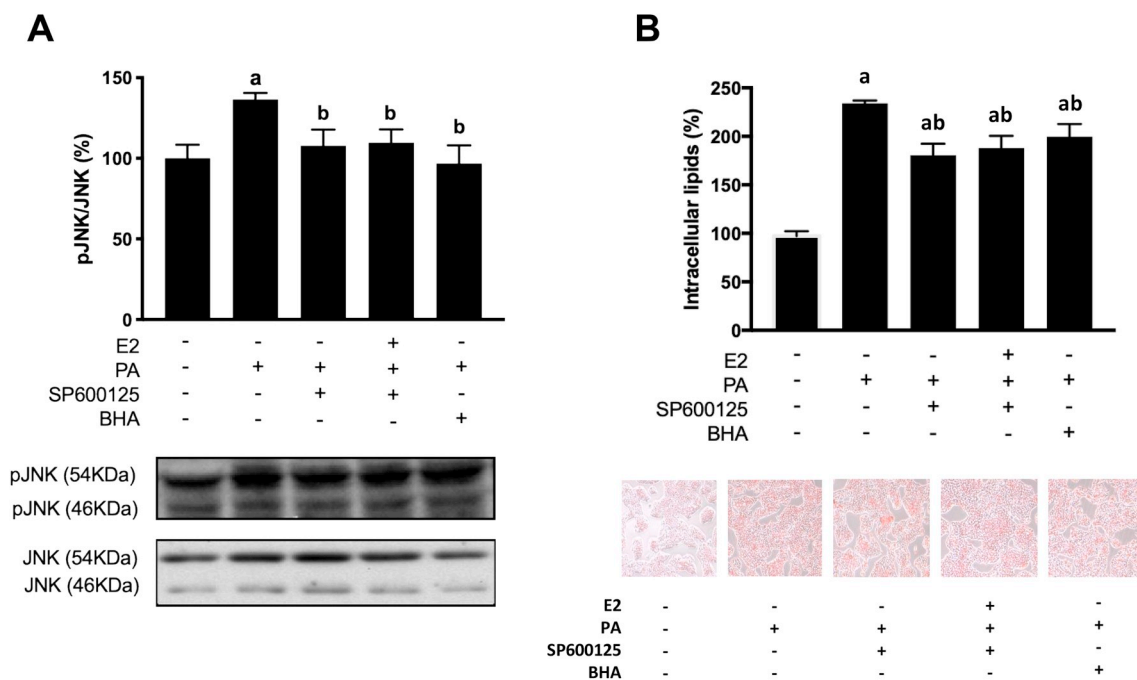 A
150
100
50
0
pJNK/JNK (%)
a
b
b
b
E2 - - - + -
PA - + + + +
SP600125 - - + + -
BHA - - - - +
pJNK (54KDa)
pJNK (46KDa)
JNK (54KDa)
JNK (46KDa)
B
250
200
150
100
50
0
Intracellular lipids (%)
a
ab
ab
ab
E2 - - - + -
PA - + + + +
SP600125 - - + + -
BHA - - - - +
E2 - - - + -
PA - + + + +
SP600125 - - + + -
BHA - - - - +